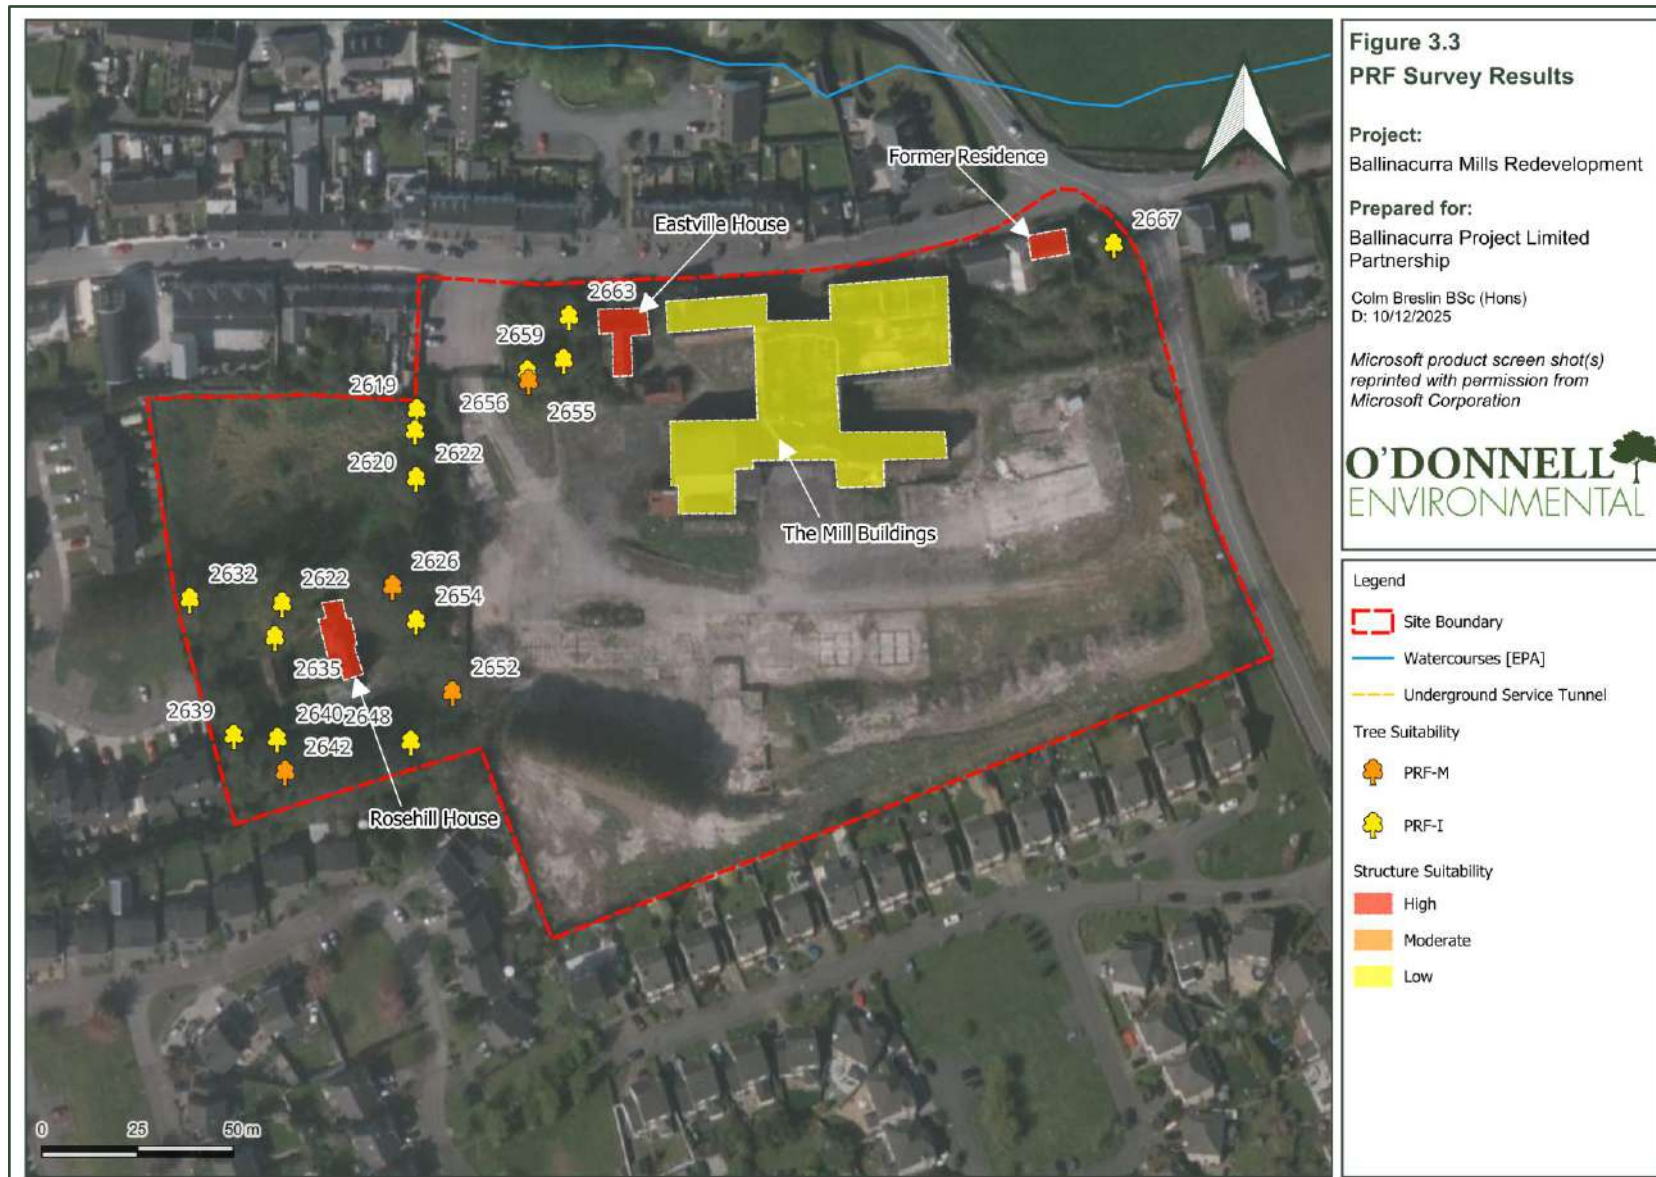 Figure 3.3
PRF Survey Results
Project:
Ballinacurra Mills Redevelopment
Prepared for:
Ballinacurra Project Limited
Partnership
Colm Breslin BSc (Hons)
D: 10/12/2025
Microsoft product screen shot(s)
reprinted with permission from
Microsoft Corporation
O'DONNELL
ENVIRONMENTAL
Legend
Site Boundary
Watercourses [EPA]
Underground Service Tunnel
Tree Suitability
PRF-M
PRF-I
Structure Suitability
High
Moderate
Low
Former Residence
2667
Eastville House
2663
2659
2619
2656
2655
2622
2620
The Mill Buildings
2626
2632
2622
2654
2635
2652
2639
2640
2648
2642
Rosehill House
0 25 50 m